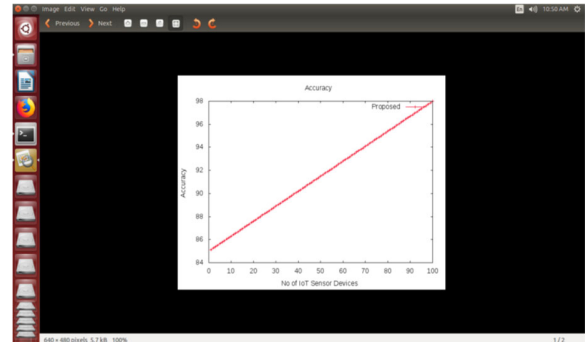 Image Edit View Go Help
En
10:50 AM
Previous
Next
Accuracy
Proposed
98
96
94
92
90
88
86
84
Accuracy
0 10 20 30 40 50 60 70 80 90 100
No of IoT Sensor Devices
640 × 480 pixels 5.7 kB 100%
1 / 2